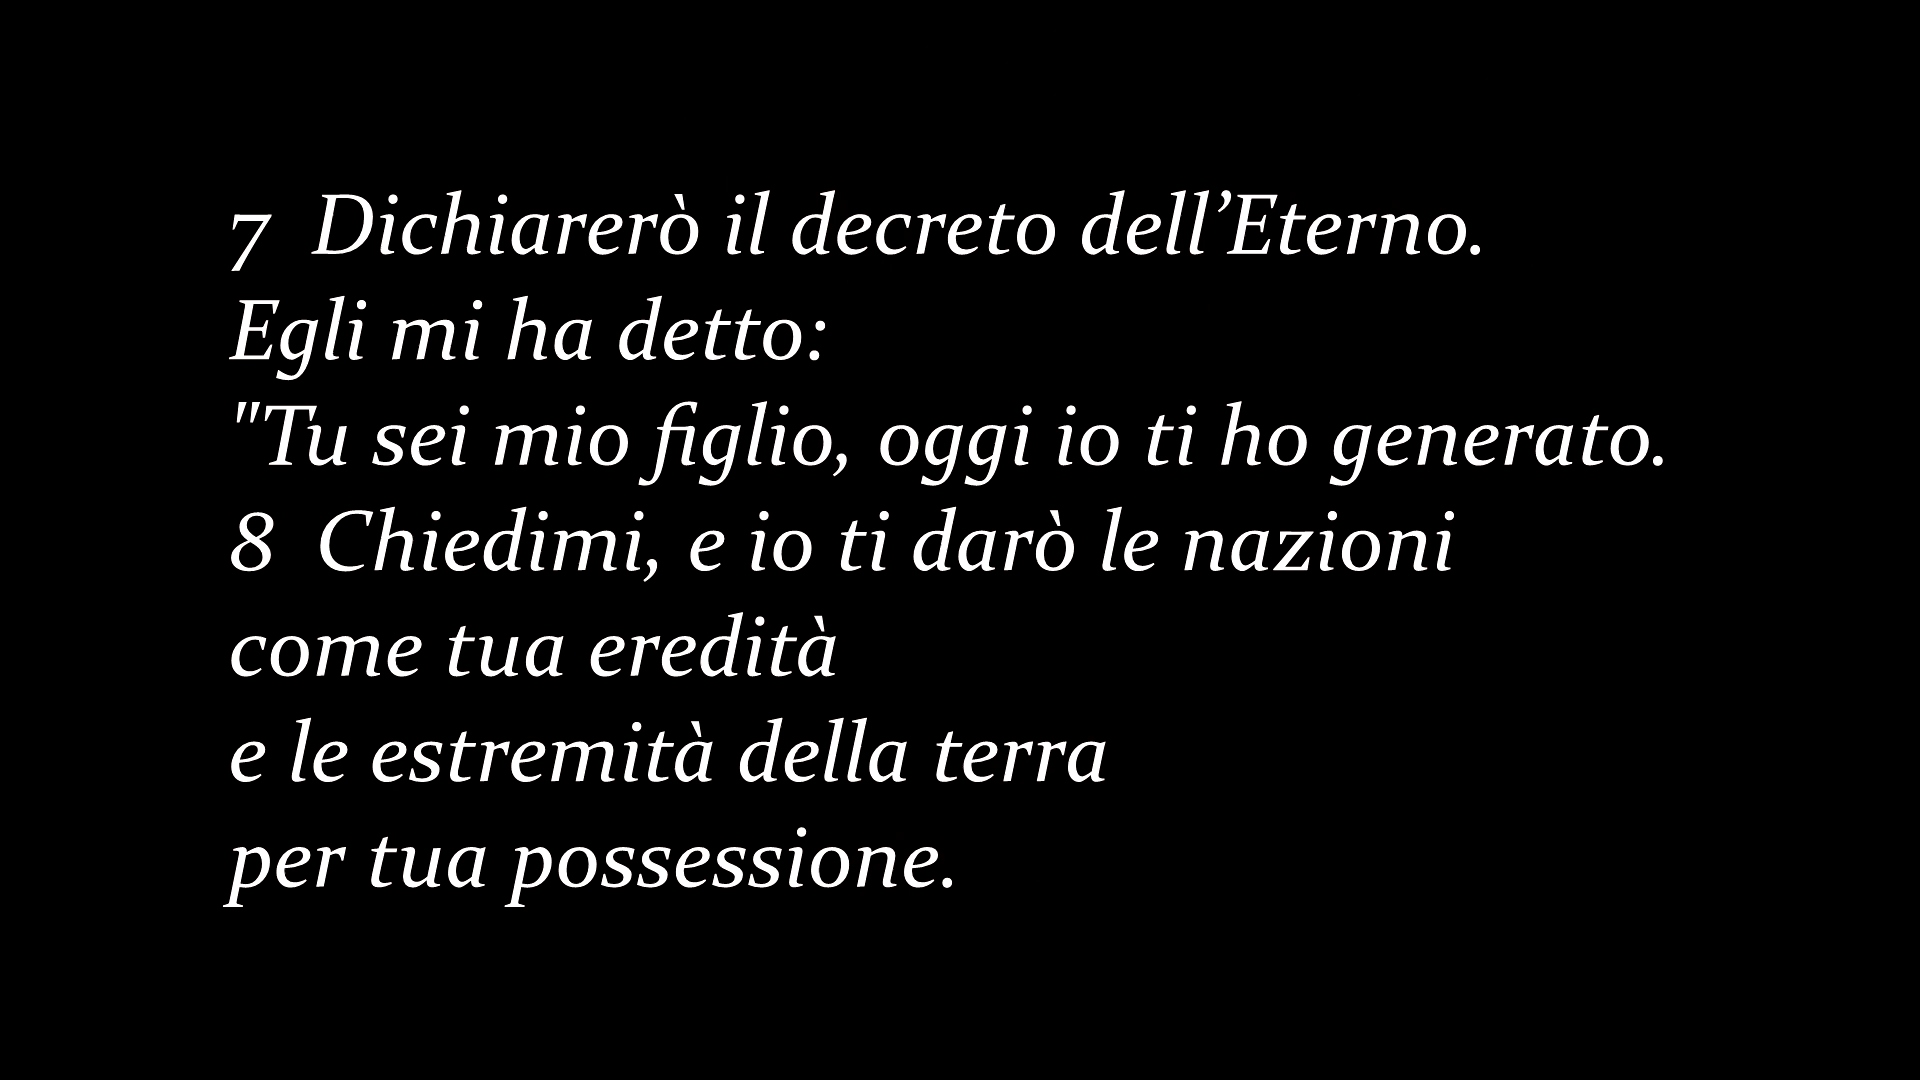 7 Dichiarerò il decreto dell’Eterno.
Egli mi ha detto:
"Tu sei mio figlio, oggi io ti ho generato.
8 Chiedimi, e io ti darò le nazioni
come tua eredità
e le estremità della terra
per tua possessione.